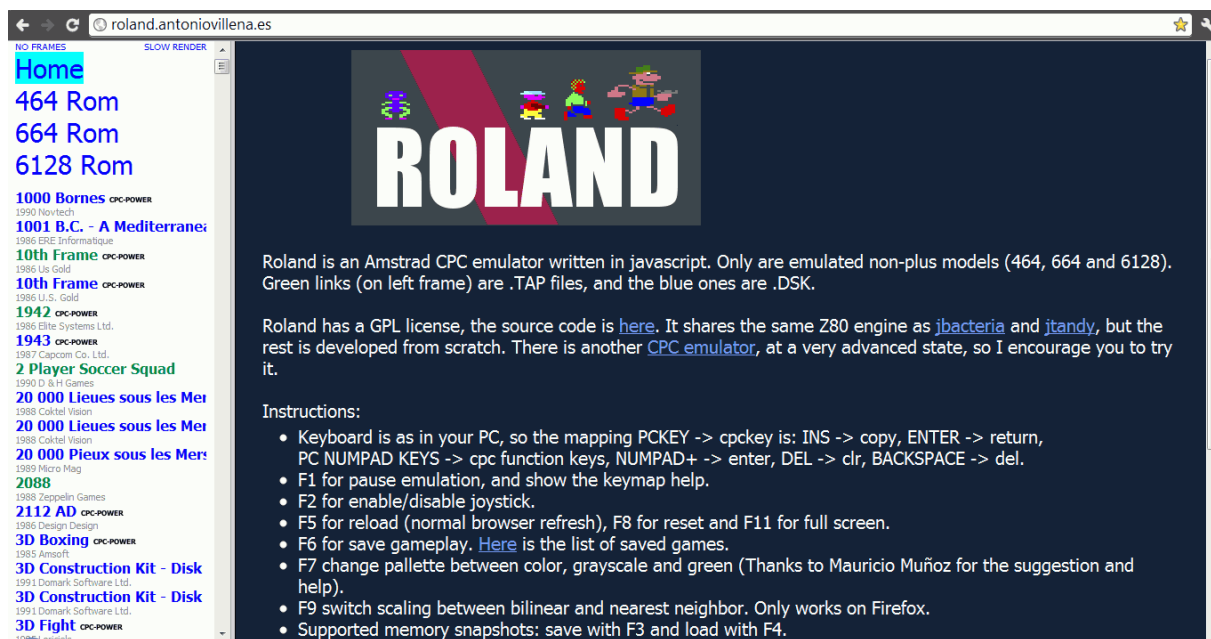 roland.antoniovillena.es
NO FRAMES SLOW RENDER
Home
464 Rom
664 Rom
6128 Rom
1000 Bornes CPC-POWER
1990 Novtech
1001 B.C. - A Mediterranea
1986 ERE Informatique
10th Frame CPC-POWER
1986 Us Gold
10th Frame CPC-POWER
1986 U.S. Gold
1942 CPC-POWER
1986 Elite Systems Ltd.
1943 CPC-POWER
1987 Capcom Co. Ltd.
2 Player Soccer Squad
1990 D & H Games
20 000 Lieues sous les Mer
1988 Coktel Vision
20 000 Lieues sous les Mer
1988 Coktel Vision
20 000 Pieux sous les Mers
1989 Micro Mag
2088
1988 Zeppelin Games
2112 AD CPC-POWER
1986 Design Design
3D Boxing CPC-POWER
1985 Amsoft
3D Construction Kit - Disk
1991 Domark Software Ltd.
3D Construction Kit - Disk
1991 Domark Software Ltd.
3D Fight CPC-POWER
ROLAND
Roland is an Amstrad CPC emulator written in javascript. Only are emulated non-plus models (464, 664 and 6128).
Green links (on left frame) are .TAP files, and the blue ones are .DSK.
Roland has a GPL license, the source code is here. It shares the same Z80 engine as jbacteria and jtandy, but the
rest is developed from scratch. There is another CPC emulator, at a very advanced state, so I encourage you to try
it.
Instructions:
• Keyboard is as in your PC, so the mapping PCKEY -> cpckey is: INS -> copy, ENTER -> return,
PC NUMPAD KEYS -> cpc function keys, NUMPAD+ -> enter, DEL -> clr, BACKSPACE -> del.
• F1 for pause emulation, and show the keymap help.
• F2 for enable/disable joystick.
• F5 for reload (normal browser refresh), F8 for reset and F11 for full screen.
• F6 for save gameplay. Here is the list of saved games.
• F7 change pallette between color, grayscale and green (Thanks to Mauricio Muñoz for the suggestion and
help).
• F9 switch scaling between bilinear and nearest neighbor. Only works on Firefox.
• Supported memory snapshots: save with F3 and load with F4.